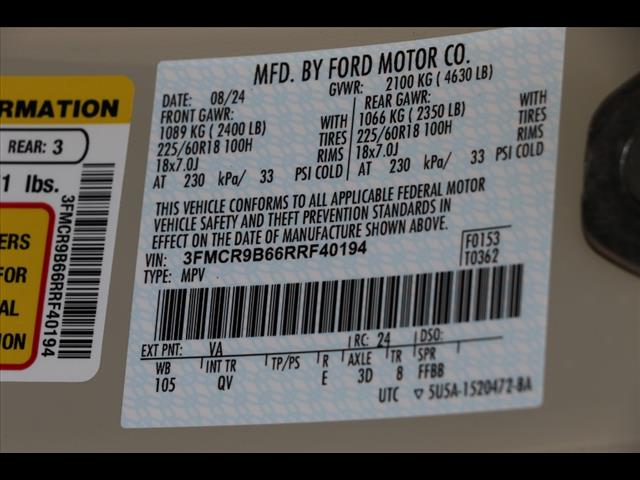 ORMATION
REAR: 3
1 lbs.
ERS
FOR
AL
ION
3FMCR9B66RRF40194
MFD. BY FORD MOTOR CO.
DATE: 08/24 GVWR: 2100 KG ( 4630 LB)
FRONT GAWR: REAR GAWR:
1089 KG ( 2400 LB) WITH 1066 KG ( 2350 LB) WITH
225/60R18 100H TIRES 225/60R18 100H TIRES
18x7.0J RIMS 18x7.0J RIMS
AT 230 kPa/ 33 PSI COLD AT 230 kPa/ 33 PSI COLD
THIS VEHICLE CONFORMS TO ALL APPLICABLE FEDERAL MOTOR
VEHICLE SAFETY AND THEFT PREVENTION STANDARDS IN
EFFECT ON THE DATE OF MANUFACTURE SHOWN ABOVE.
VIN: 3FMCR9B66RRF40194 F0153
TYPE: MPV T0362
EXT PNT: VA RC: 24 DSO:
WB INT TR TP/PS R AXLE TR SPR
105 QV E 3D 8 FFBB
UTC ▽ 5U5A-1520472-BA